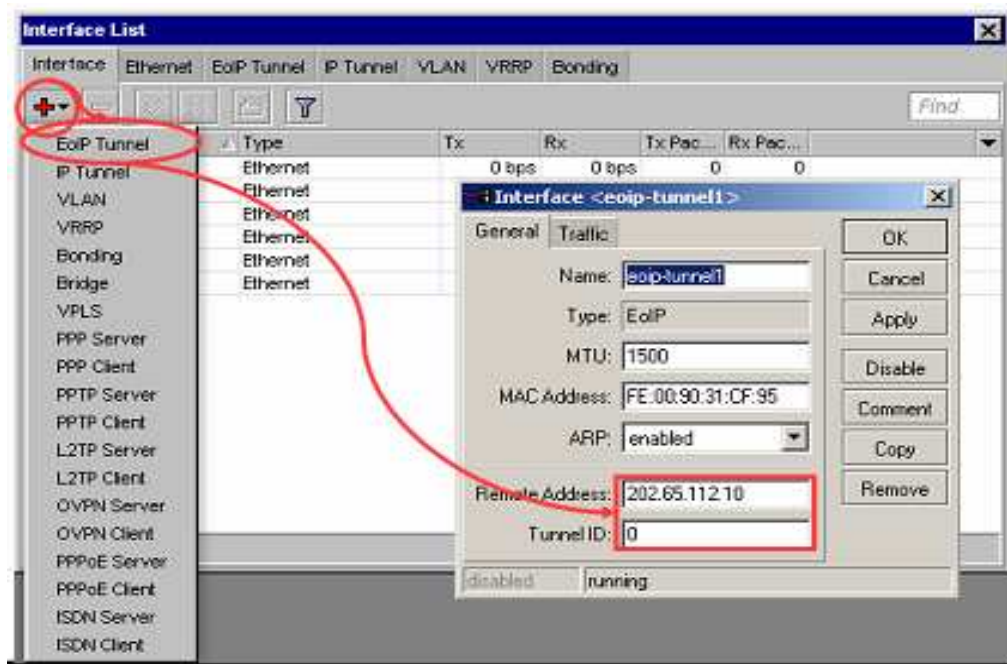 Interface List
Interface Ethernet EoIP Tunnel IP Tunnel VLAN VRRP Bonding
Find
EoIP Tunnel
IP Tunnel
VLAN
VRRP
Bonding
Bridge
VPLS
PPP Server
PPP Client
PPTP Server
PPTP Client
L2TP Server
L2TP Client
OVPN Server
OVPN Client
PPPoE Server
PPPoE Client
ISDN Server
ISDN Client
Type Tx Rx Tx Pac... Rx Pac...
Ethernet 0 bps 0 bps 0 0
Ethernet
Ethernet
Ethernet
Ethernet
Ethernet
Interface <eoip-tunnel1>
General Traffic
Name: eoip-tunnel1
Type: EoIP
MTU: 1500
MAC Address: FE:00:90:31:CF:95
ARP: enabled
Remote Address: 202.65.112.10
Tunnel ID: 0
disabled running
OK
Cancel
Apply
Disable
Comment
Copy
Remove